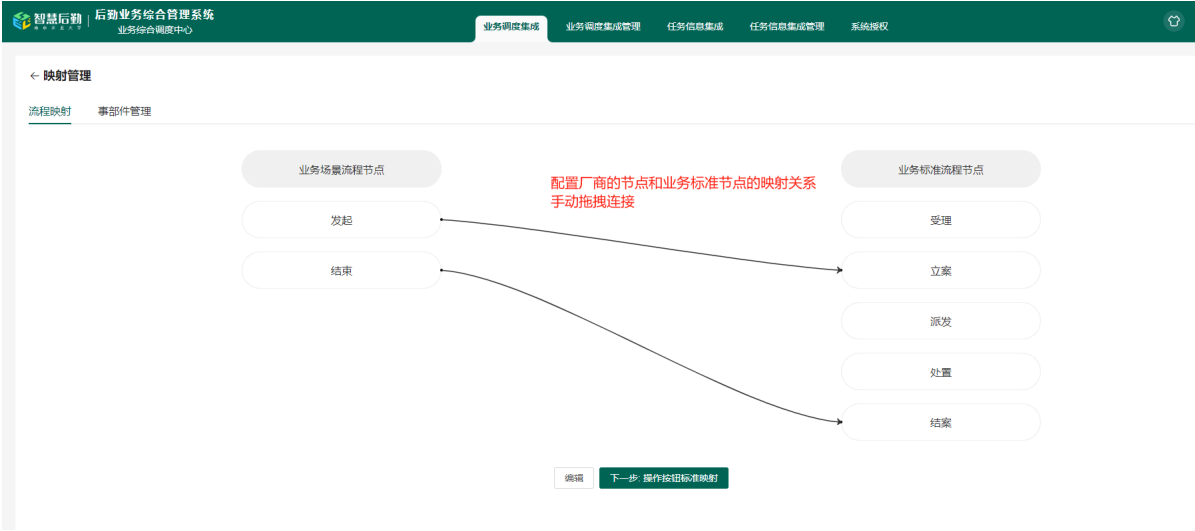 智慧后勤
后勤业务综合管理系统
业务综合调度中心
业务调度集成
业务调度集成管理
任务信息集成
任务信息集成管理
系统授权
← 映射管理
流程映射
事部件管理
业务场景流程节点
业务标准流程节点
配置厂商的节点和业务标准节点的映射关系
手动拖拽连接
发起
受理
结束
立案
派发
处置
结案
编辑
下一步: 操作按钮标准映射